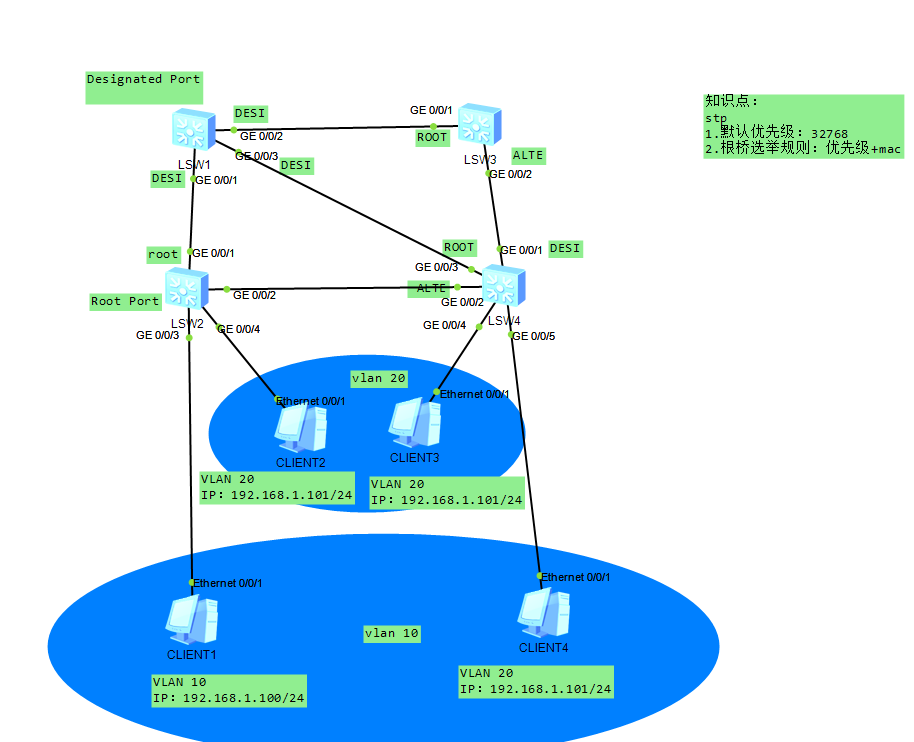 Designated Port
DESI
GE 0/0/1
知识点：
stp
1.默认优先级：32768
2.根桥选举规则：优先级+mac
GE 0/0/2
ROOT
LSW1
GE 0/0/3
DESI
LSW3
ALTE
DESI
GE 0/0/1
GE 0/0/2
root
GE 0/0/1
ROOT
GE 0/0/1
DESI
GE 0/0/3
Root Port
GE 0/0/2
ALTE
GE 0/0/2
LSW2
GE 0/0/4
GE 0/0/4
LSW4
GE 0/0/3
GE 0/0/5
vlan 20
Ethernet 0/0/1
Ethernet 0/0/1
CLIENT2
CLIENT3
VLAN 20
IP：192.168.1.101/24
VLAN 20
IP：192.168.1.101/24
Ethernet 0/0/1
Ethernet 0/0/1
vlan 10
CLIENT1
CLIENT4
VLAN 10
IP：192.168.1.100/24
VLAN 20
IP：192.168.1.101/24